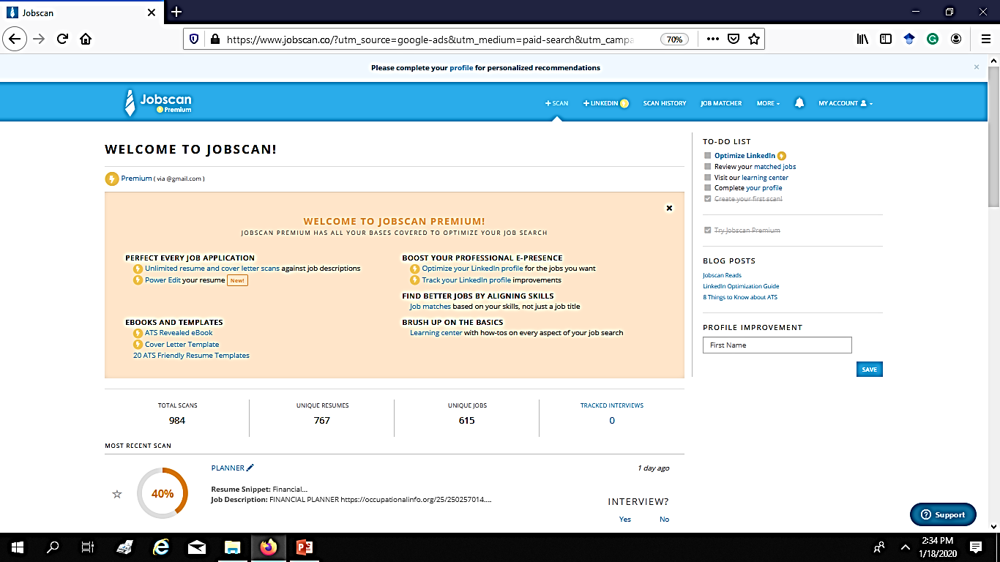 Jobscan
https://www.jobscan.co/?utm_source=google-ads&utm_medium=paid-search&utm_campa
70%
Please complete your profile for personalized recommendations
Jobscan
Premium
SCAN
LINKEDIN
SCAN HISTORY
JOB MATCHER
MORE
MY ACCOUNT
WELCOME TO JOBSCAN!
Premium ( via @gmail.com )
WELCOME TO JOBSCAN PREMIUM!
JOBSCAN PREMIUM HAS ALL YOUR BASES COVERED TO OPTIMIZE YOUR JOB SEARCH
PERFECT EVERY JOB APPLICATION
Unlimited resume and cover letter scans against job descriptions
Power Edit your resume New!
BOOST YOUR PROFESSIONAL E-PRESENCE
Optimize your LinkedIn profile for the jobs you want
Track your LinkedIn profile improvements
FIND BETTER JOBS BY ALIGNING SKILLS
Job matches based on your skills, not just a job title
EBOOKS AND TEMPLATES
ATS Revealed eBook
Cover Letter Template
20 ATS Friendly Resume Templates
BRUSH UP ON THE BASICS
Learning center with how-tos on every aspect of your job search
TOTAL SCANS
984
UNIQUE RESUMES
767
UNIQUE JOBS
615
TRACKED INTERVIEWS
0
MOST RECENT SCAN
40%
PLANNER
1 day ago
Resume Snippet: Financial...
Job Description: FINANCIAL PLANNER https://occupationalinfo.org/25/250257014....
INTERVIEW?
Yes
No
TO-DO LIST
Optimize LinkedIn
Review your matched jobs
Visit our learning center
Complete your profile
Create your first scan!
Try Jobscan Premium
BLOG POSTS
Jobscan Reads
LinkedIn Optimization Guide
8 Things to Know about ATS
PROFILE IMPROVEMENT
First Name
SAVE
Support
2:34 PM
1/18/2020